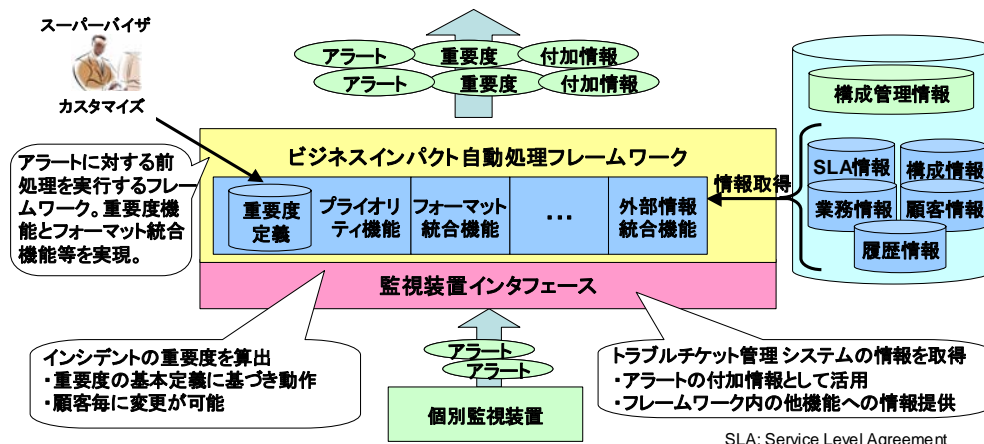 スーパーバイザ
カスタマイズ
アラート 重要度 付加情報
アラート 重要度 付加情報
構成管理情報
SLA情報 構成情報
業務情報 顧客情報
履歴情報
情報取得
アラートに対する前
処理を実行するフレー
ムワーク。重要度機
能とフォーマット統合
機能等を実現。
ビジネスインパクト自動処理フレームワーク
重要度
定義
プライオリ
ティ機能
フォーマット
統合機能
…
外部情報
統合機能
監視装置インタフェース
インシデントの重要度を算出
・重要度の基本定義に基づき動作
・顧客毎に変更が可能
アラート
アラート
個別監視装置
トラブルチケット管理システムの情報を取得
・アラートの付加情報として活用
・フレームワーク内の他機能への情報提供
SLA: Service Level Agreement